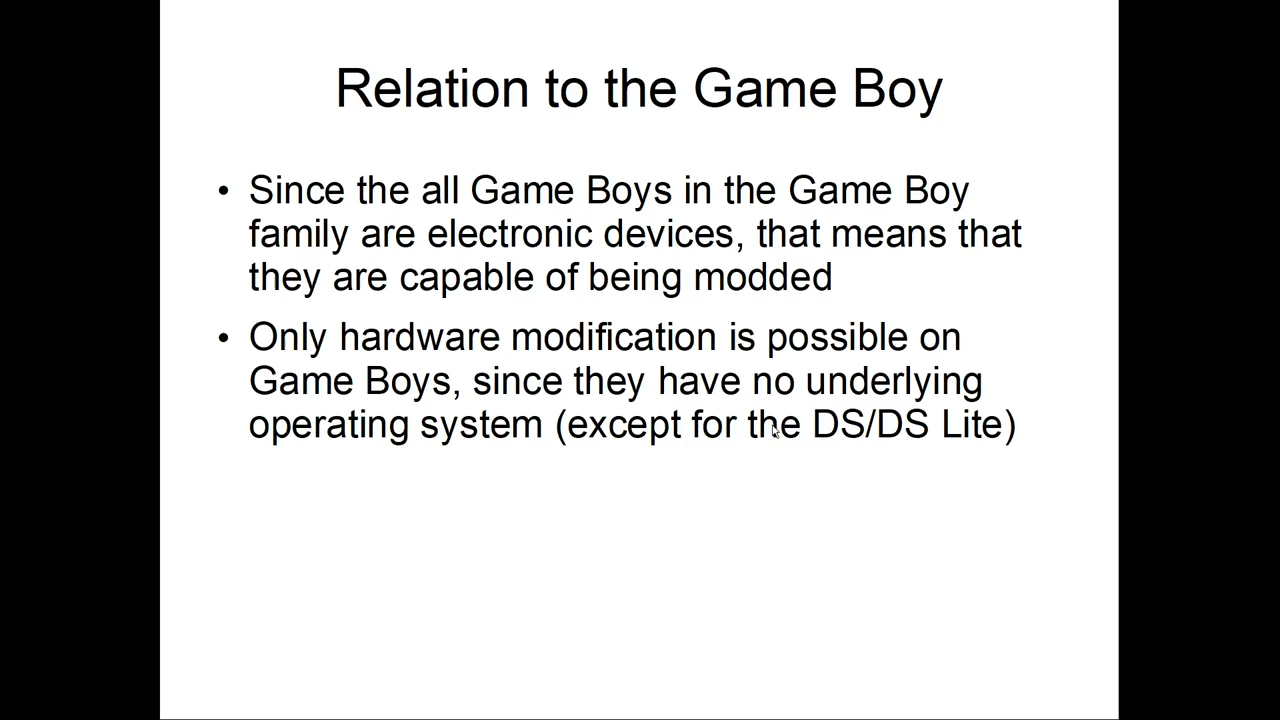 Relation to the Game Boy
• Since the all Game Boys in the Game Boy
family are electronic devices, that means that
they are capable of being modded
• Only hardware modification is possible on
Game Boys, since they have no underlying
operating system (except for the DS/DS Lite)